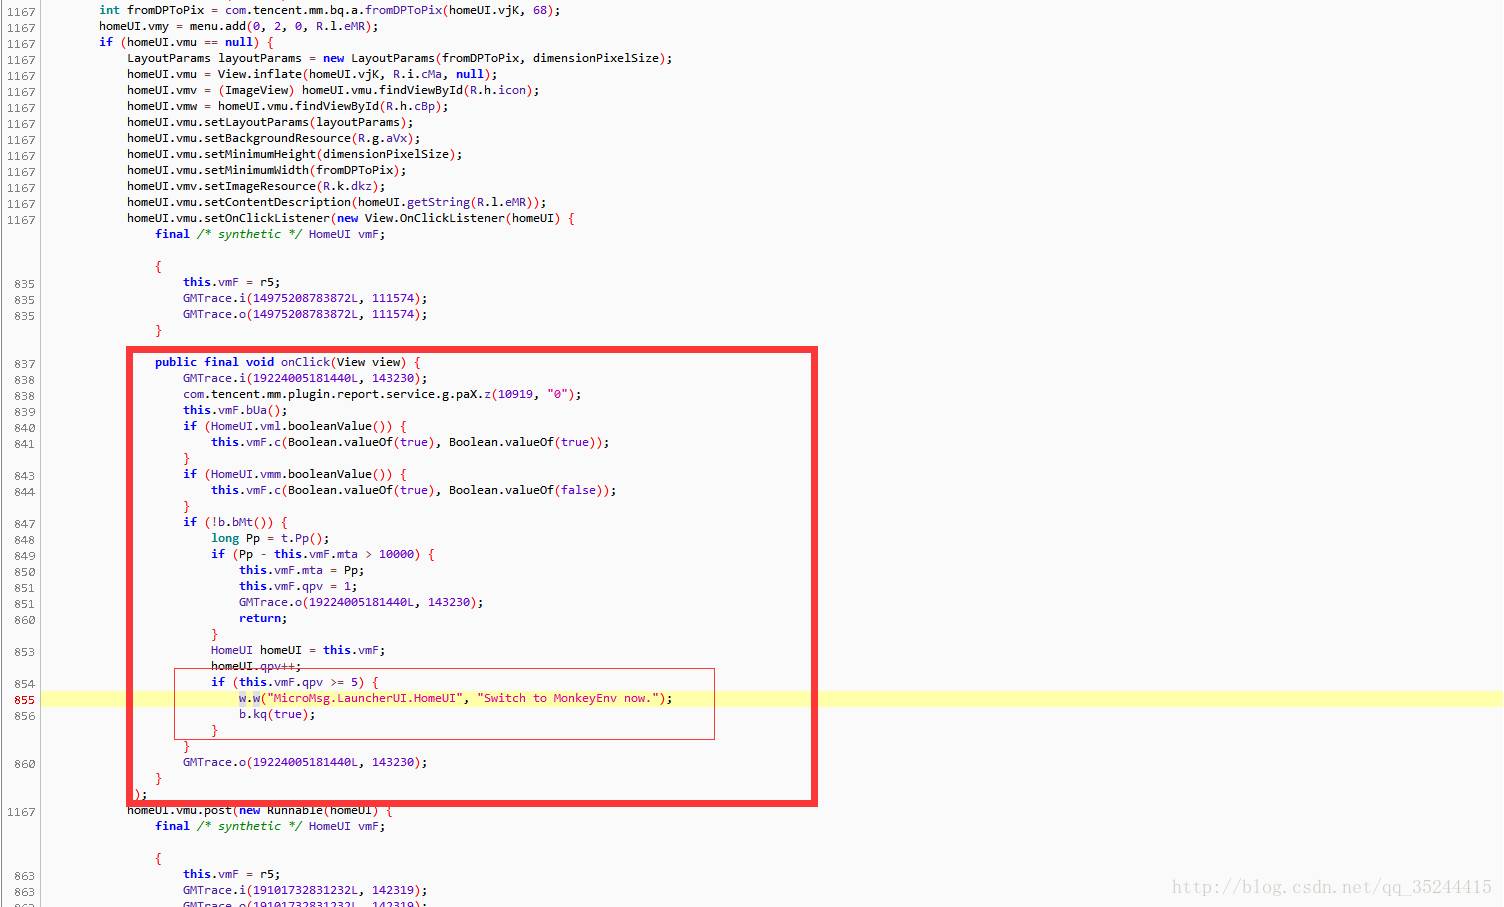 1167 int fromDPToPix = com.tencent.mm.bq.a.fromDPToPix(homeUI.vjK, 68);
1167 homeUI.vmy = menu.add(0, 2, 0, R.l.eMR);
1167 if (homeUI.vmu == null) {
1167 LayoutParams layoutParams = new LayoutParams(fromDPToPix, dimensionPixelSize);
1167 homeUI.vmu = View.inflate(homeUI.vjK, R.i.cMa, null);
1167 homeUI.vmv = (ImageView) homeUI.vmu.findViewById(R.h.icon);
1167 homeUI.vmw = homeUI.vmu.findViewById(R.h.cBp);
1167 homeUI.vmu.setLayoutParams(layoutParams);
1167 homeUI.vmu.setBackgroundResource(R.g.aVx);
1167 homeUI.vmu.setMinimumHeight(dimensionPixelSize);
1167 homeUI.vmu.setMinimumWidth(fromDPToPix);
1167 homeUI.vmv.setImageResource(R.k.dkz);
1167 homeUI.vmu.setContentDescription(homeUI.getString(R.l.eMR));
1167 homeUI.vmu.setOnClickListener(new View.OnClickListener(homeUI) {
final /* synthetic */ HomeUI vmF;
{
835 this.vmF = r5;
835 GMTrace.i(14975208783872L, 111574);
835 GMTrace.o(14975208783872L, 111574);
}
837 public final void onClick(View view) {
838 GMTrace.i(19224005181440L, 143230);
838 com.tencent.mm.plugin.report.service.g.paX.z(10919, "0");
839 this.vmF.bUa();
840 if (HomeUI.vml.booleanValue()) {
841 this.vmF.c(Boolean.valueOf(true), Boolean.valueOf(true));
}
843 if (HomeUI.vmm.booleanValue()) {
844 this.vmF.c(Boolean.valueOf(true), Boolean.valueOf(false));
}
847 if (!b.bMt()) {
848 long Pp = t.Pp();
849 if (Pp - this.vmF.mta > 10000) {
850 this.vmF.mta = Pp;
851 this.vmF.qpv = 1;
851 GMTrace.o(19224005181440L, 143230);
860 return;
}
853 HomeUI homeUI = this.vmF;
homeUI.qpv++;
854 if (this.vmF.qpv >= 5) {
855 w.w("MicroMsg.LauncherUI.HomeUI", "Switch to MonkeyEnv now.");
856 b.kq(true);
}
}
860 GMTrace.o(19224005181440L, 143230);
}
);
1167 homeUI.vmu.post(new Runnable(homeUI) {
final /* synthetic */ HomeUI vmF;
{
863 this.vmF = r5;
863 GMTrace.i(19101732831232L, 142319);
863 GMTrace.o(19101732831232L, 142319);
http://blog.csdn.net/qq_35244415